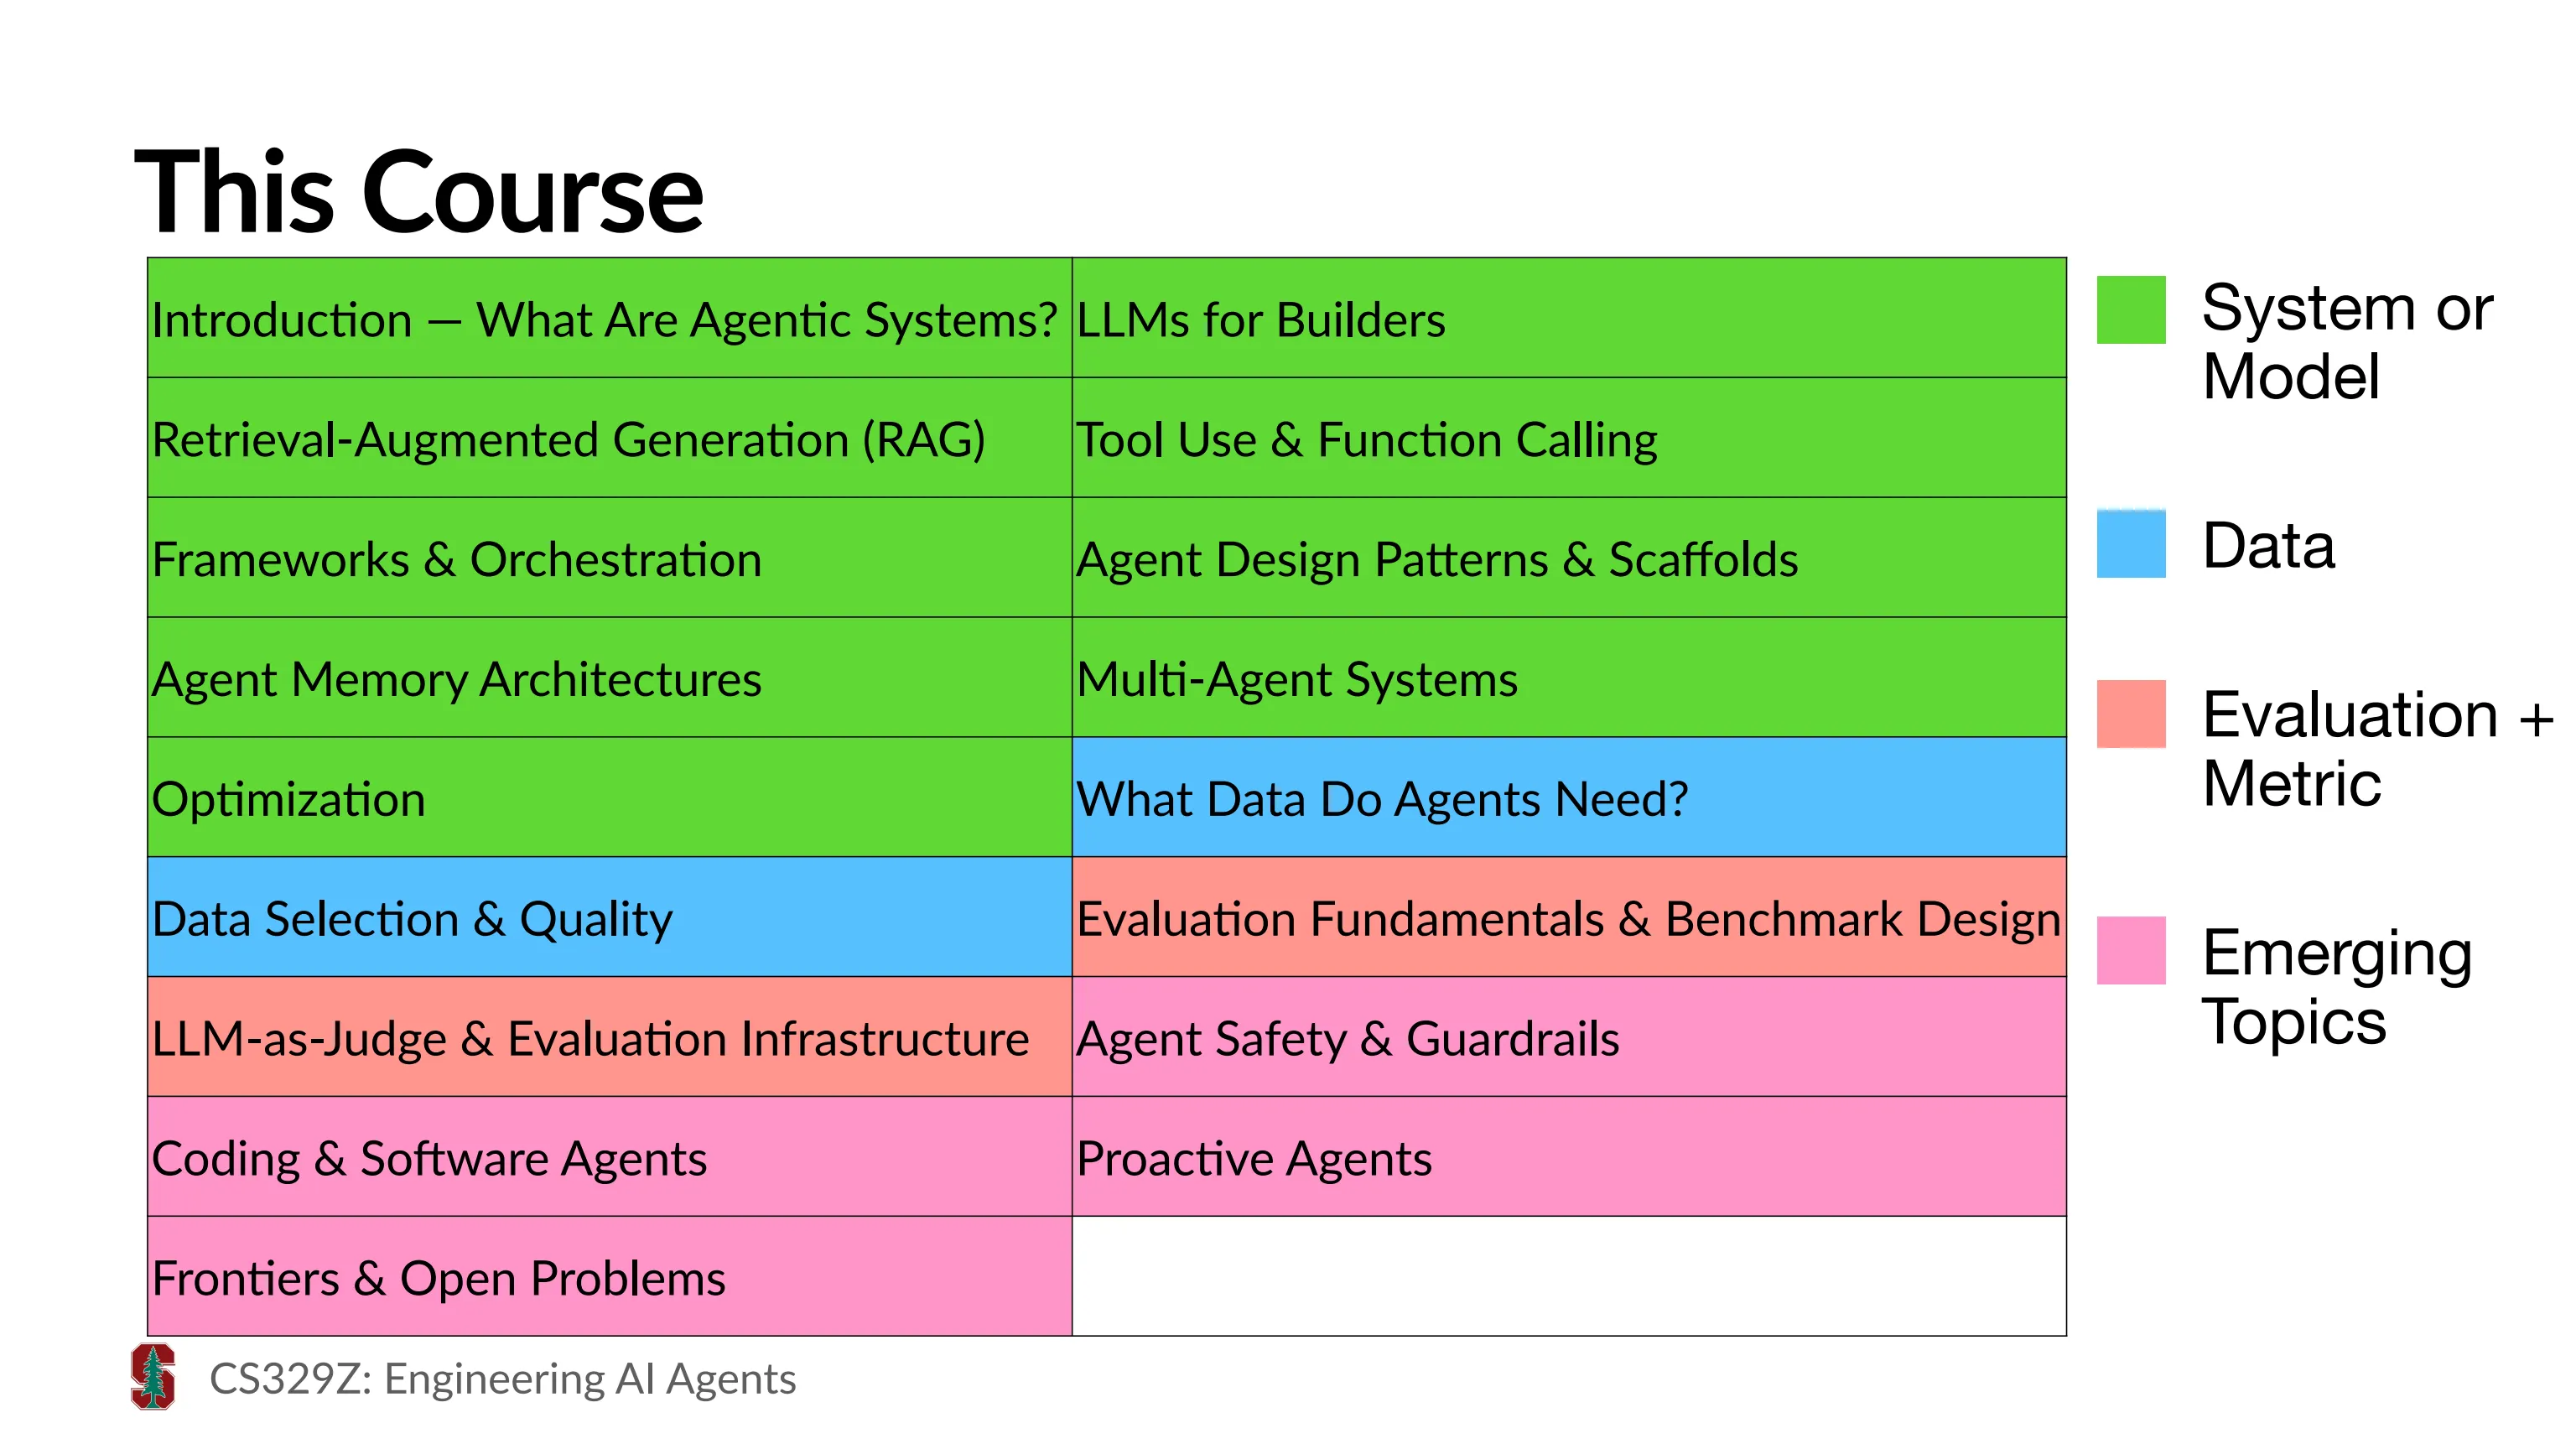 This Course
Introduction — What Are Agentic Systems?
LLMs for Builders
Retrieval-Augmented Generation (RAG)
Tool Use & Function Calling
Frameworks & Orchestration
Agent Design Patterns & Scaffolds
Agent Memory Architectures
Multi-Agent Systems
Optimization
What Data Do Agents Need?
Data Selection & Quality
Evaluation Fundamentals & Benchmark Design
LLM-as-Judge & Evaluation Infrastructure
Agent Safety & Guardrails
Coding & Software Agents
Proactive Agents
Frontiers & Open Problems
System or
Model
Data
Evaluation +
Metric
Emerging
Topics
CS329Z: Engineering AI Agents